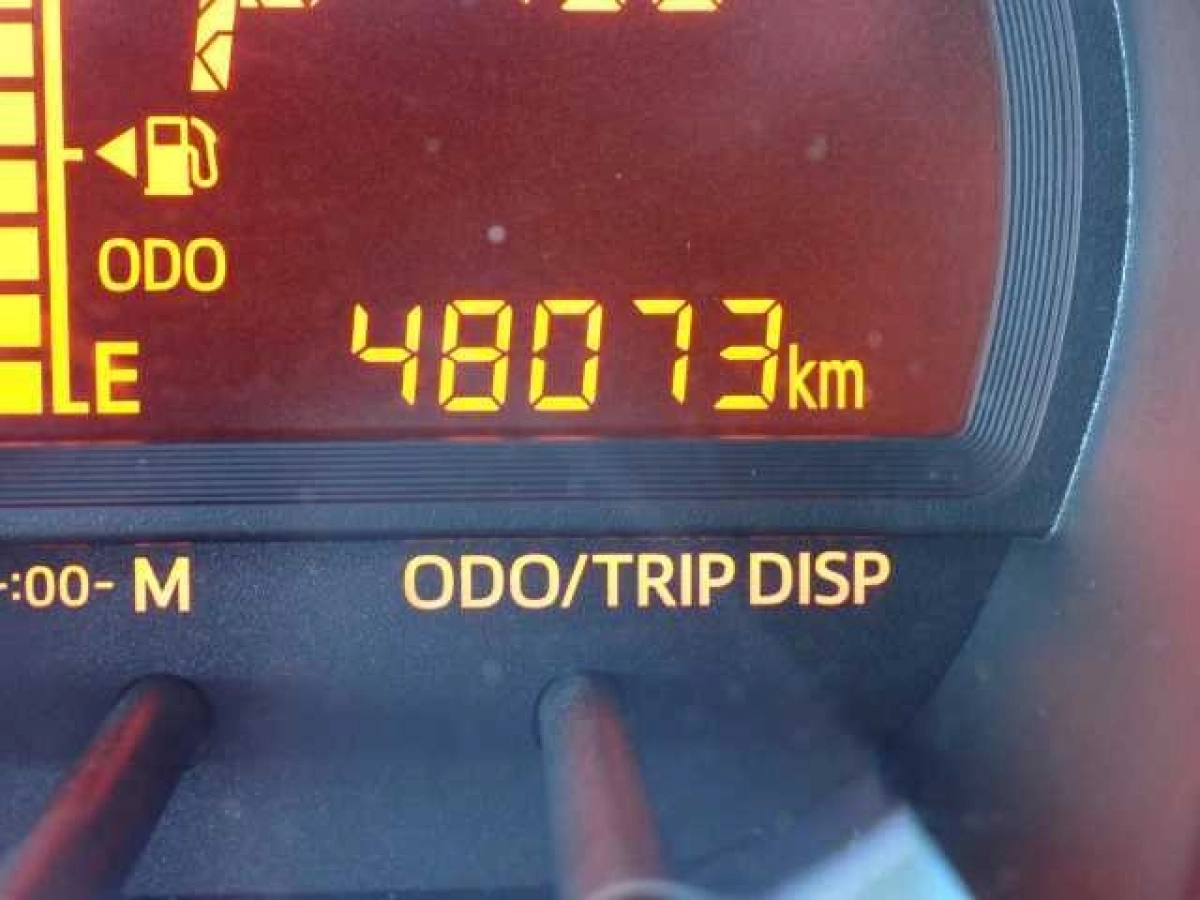 ODO
48073km
E
-:00- M
ODO/TRIP DISP